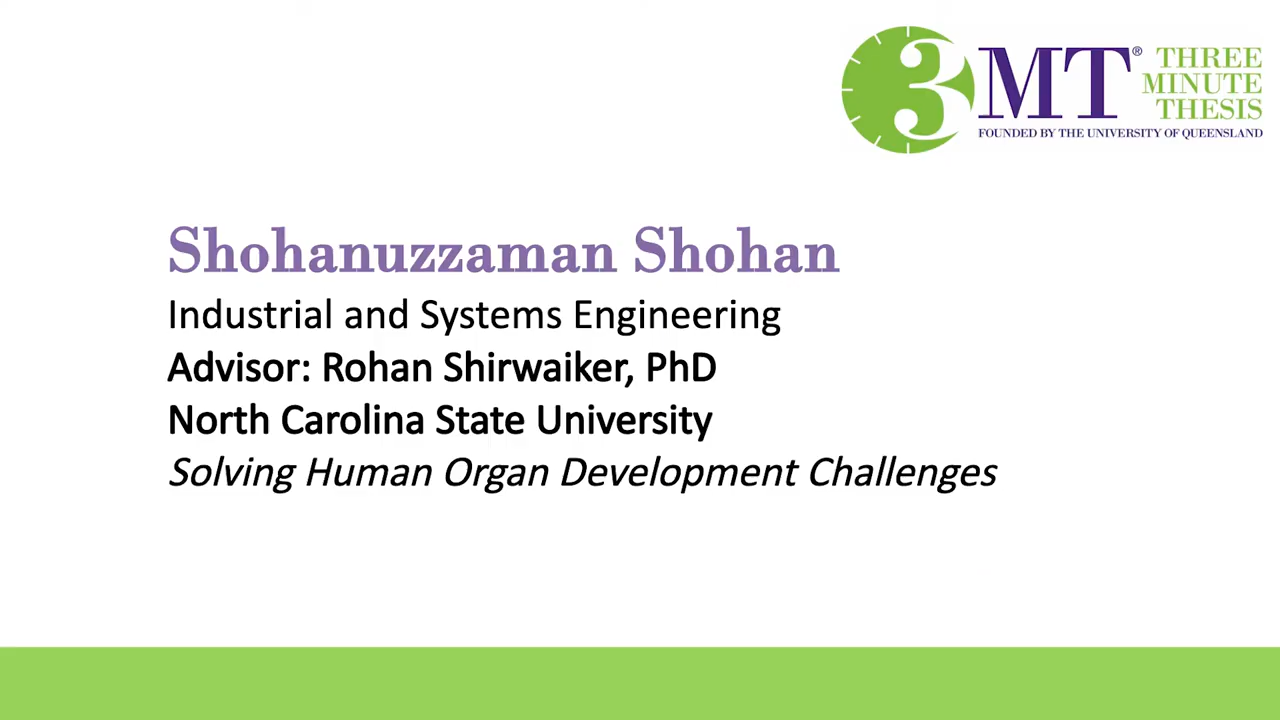 3MT® THREE
MINUTE
THESIS
FOUNDED BY THE UNIVERSITY OF QUEENSLAND
Shohanuzzaman Shohan
Industrial and Systems Engineering
Advisor: Rohan Shirwaiker, PhD
North Carolina State University
Solving Human Organ Development Challenges